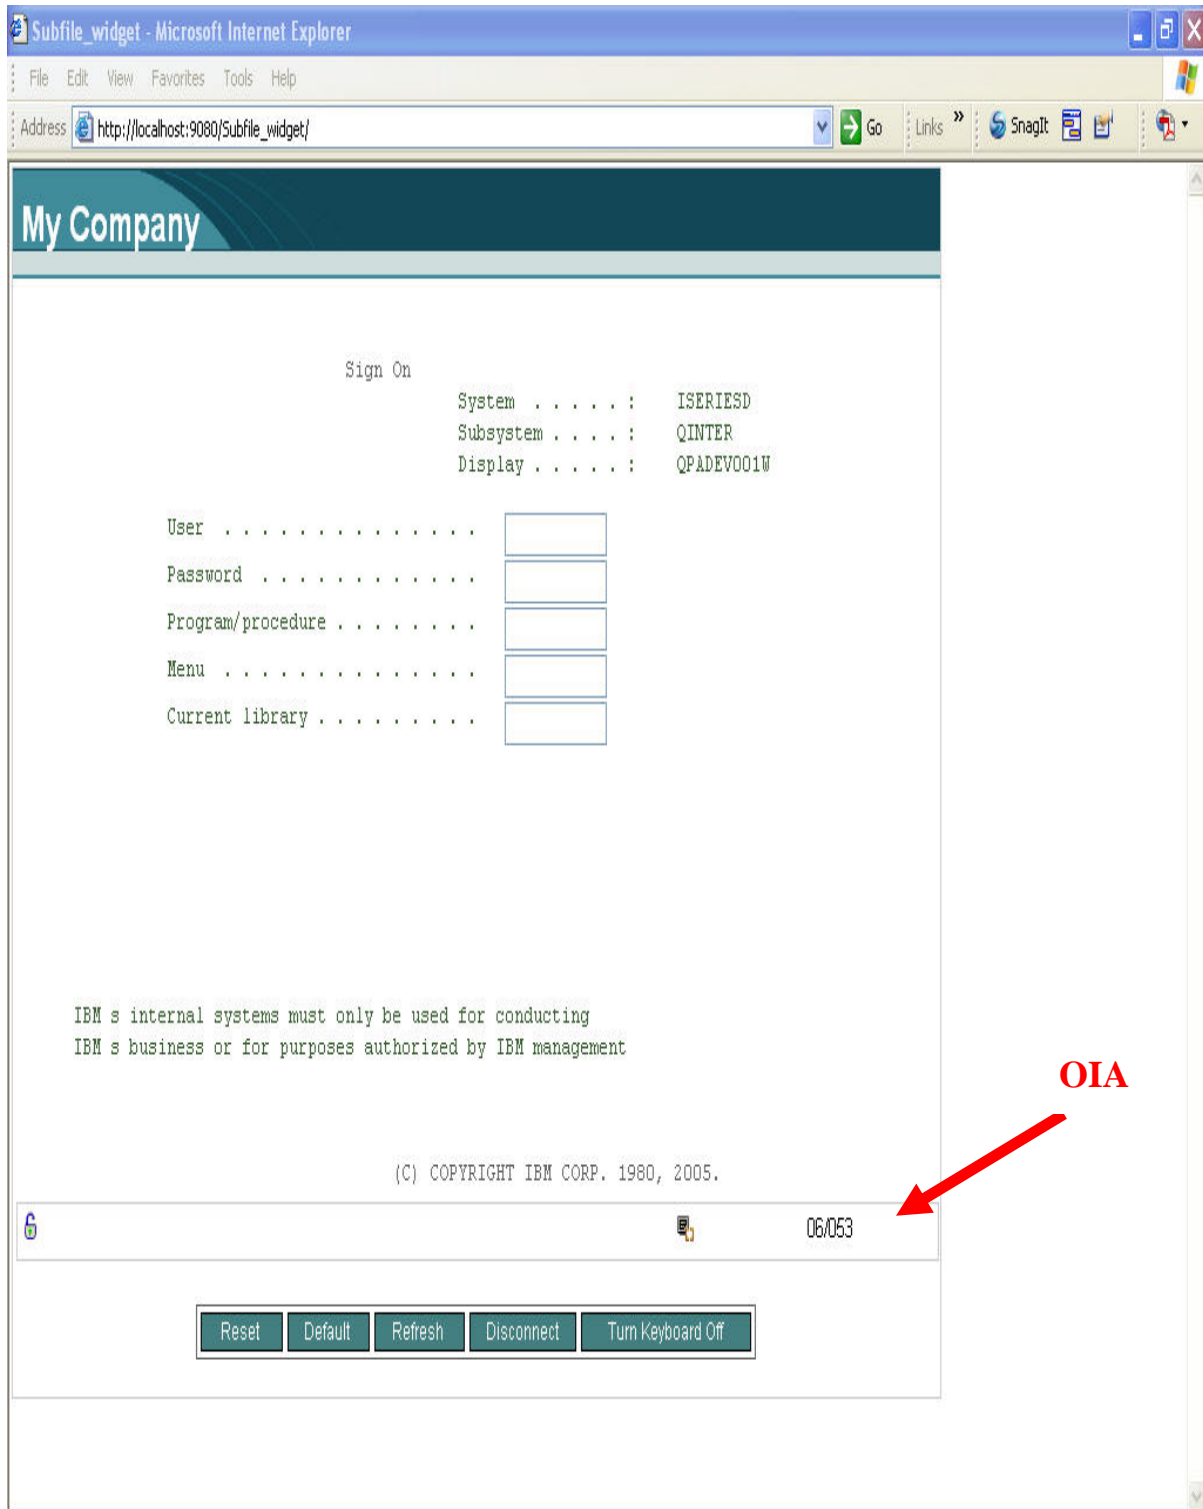 Subfile_widget - Microsoft Internet Explorer
File Edit View Favorites Tools Help
Address http://localhost:9080/Subfile_widget/ Go Links » SnagIt
My Company
Sign On
System . . . . . : ISERIESD
Subsystem . . . . : QINTER
Display . . . . . : QPADEV001W
User . . . . . . . . . . . . . .
Password . . . . . . . . . . . .
Program/procedure . . . . . . . .
Menu . . . . . . . . . . . . . .
Current library . . . . . . . . .
IBM s internal systems must only be used for conducting
IBM s business or for purposes authorized by IBM management
OIA
(C) COPYRIGHT IBM CORP. 1980, 2005.
06/053
Reset Default Refresh Disconnect Turn Keyboard Off